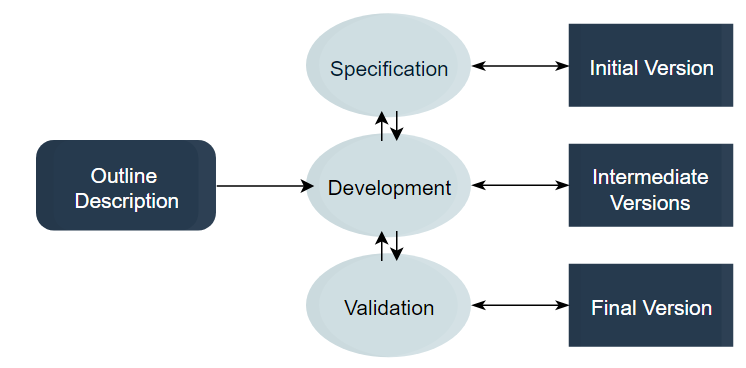 Specification
Initial Version
Outline
Description
Development
Intermediate
Versions
Validation
Final Version